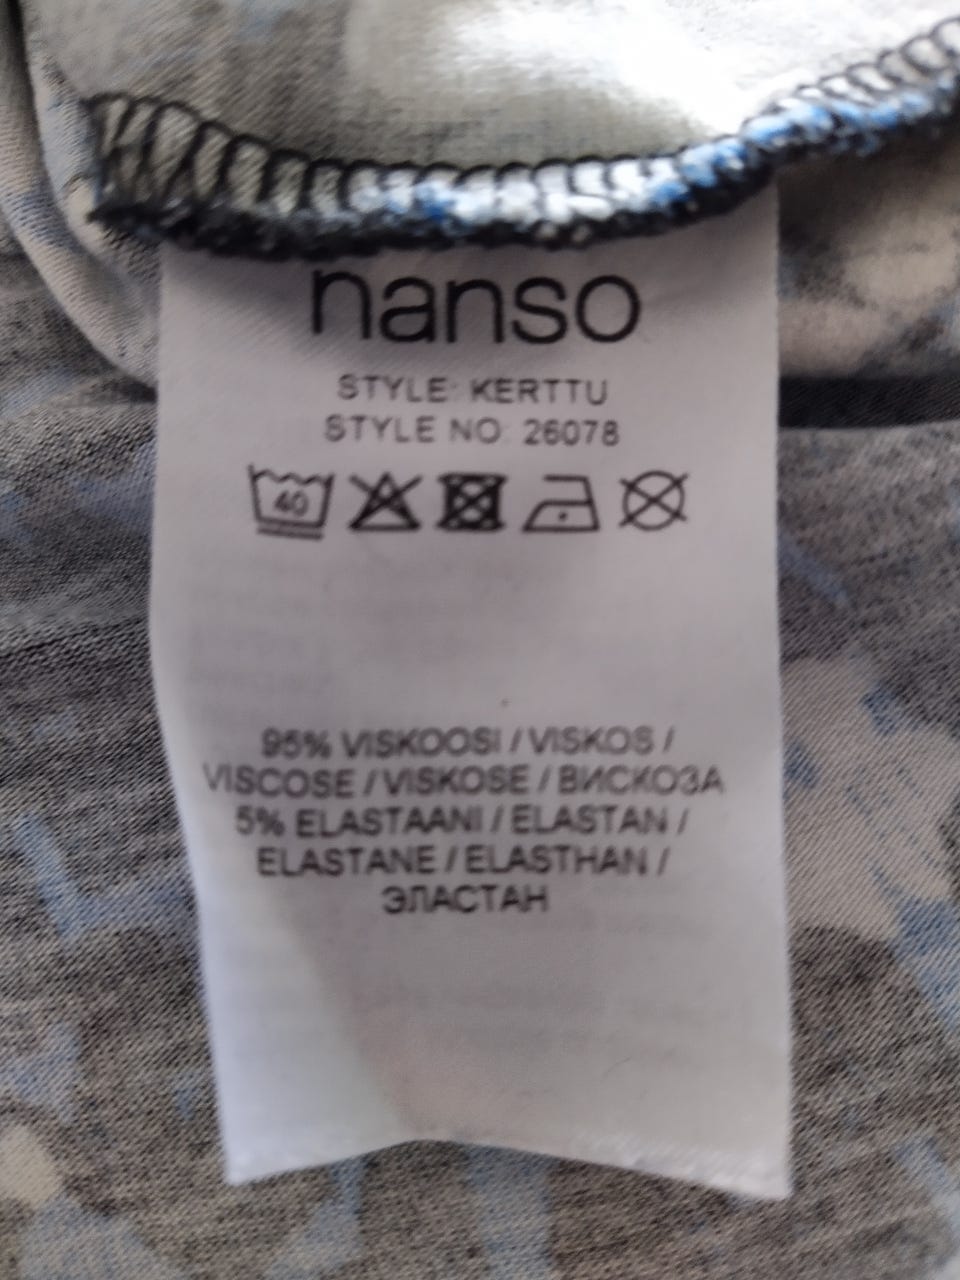 nanso
STYLE: KERTTU
STYLE NO: 26078
40
95% VISKOOSI / VISKOS /
VISCOSE / VISKOSE / ВИСКОЗА
5% ELASTAANI / ELASTAN /
ELASTANE / ELASTHAN /
ЭЛАСТАН